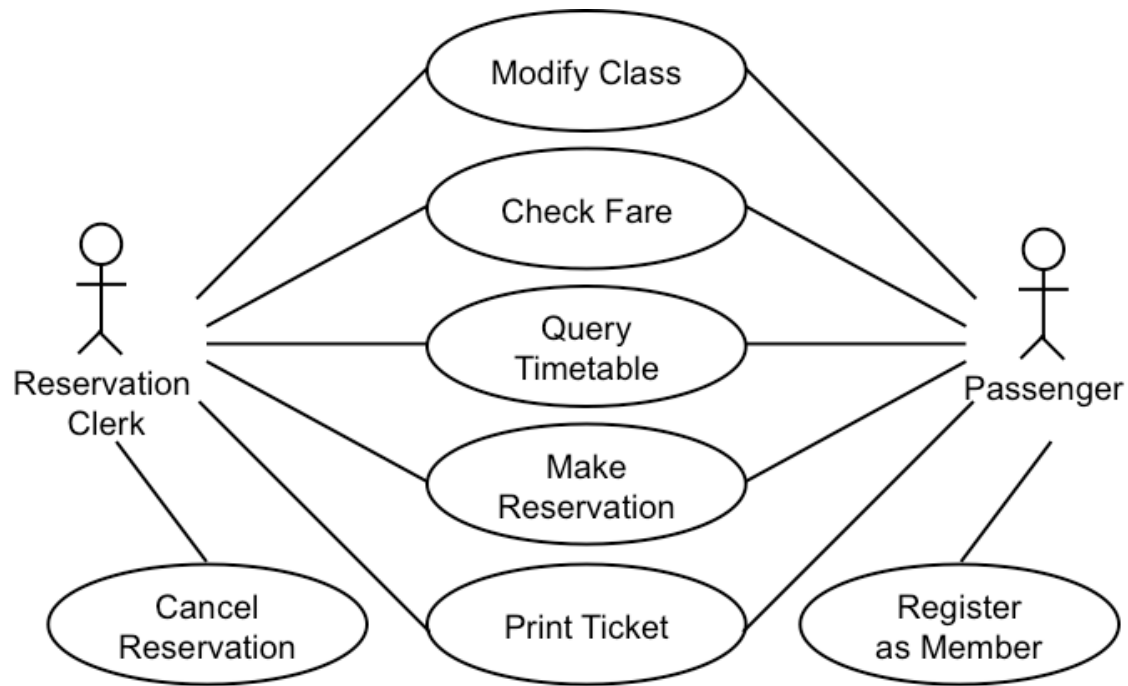 Modify Class
Check Fare
Query
Timetable
Reservation
Clerk
Passenger
Make
Reservation
Cancel
Reservation
Print Ticket
Register
as Member